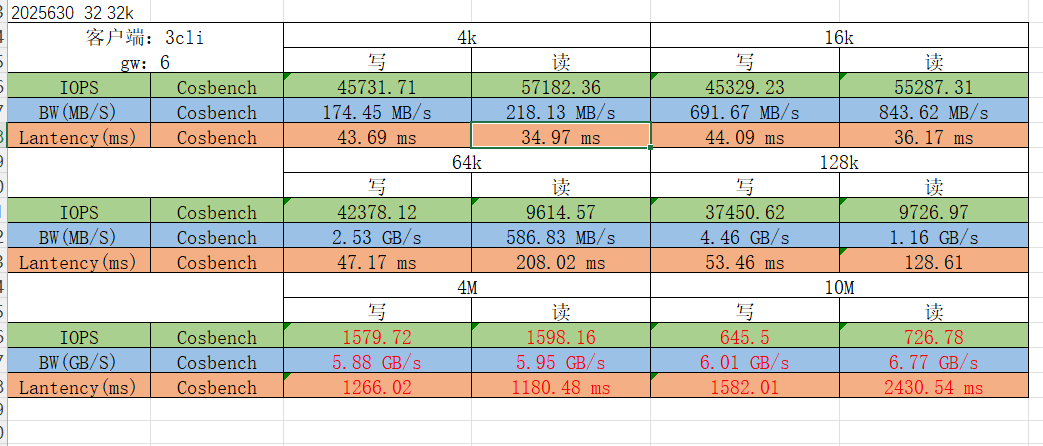 2025630 32 32k
客户端：3cli 4k 16k
gw：6 写 读 写 读
IOPS Cosbench 45731.71 57182.36 45329.23 55287.31
BW(MB/S) Cosbench 174.45 MB/s 218.13 MB/s 691.67 MB/s 843.62 MB/s
Lantency(ms) Cosbench 43.69 ms 34.97 ms 44.09 ms 36.17 ms
64k 128k
写 读 写 读
IOPS Cosbench 42378.12 9614.57 37450.62 9726.97
BW(MB/S) Cosbench 2.53 GB/s 586.83 MB/s 4.46 GB/s 1.16 GB/s
Lantency(ms) Cosbench 47.17 ms 208.02 ms 53.46 ms 128.61
4M 10M
写 读 写 读
IOPS Cosbench 1579.72 1598.16 645.5 726.78
BW(GB/S) Cosbench 5.88 GB/s 5.95 GB/s 6.01 GB/s 6.77 GB/s
Lantency(ms) Cosbench 1266.02 1180.48 ms 1582.01 2430.54 ms